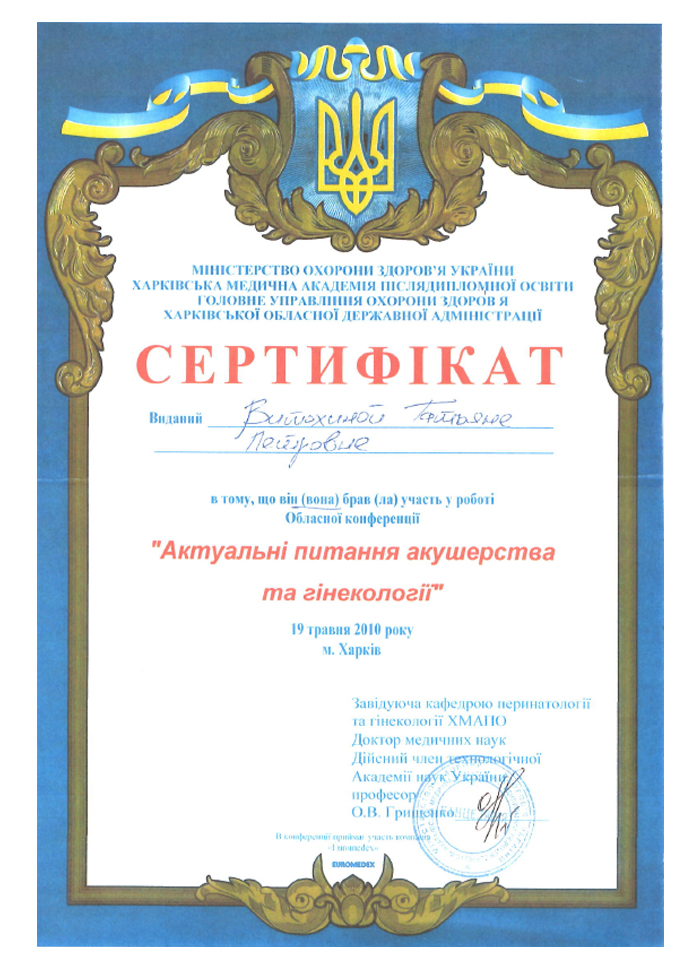 МІНІСТЕРСТВО ОХОРОНИ ЗДОРОВ'Я УКРАЇНИ
ХАРКІВСЬКА МЕДИЧНА АКАДЕМІЯ ПІСЛЯДИПЛОМНОЇ ОСВІТИ
ГОЛОВНЕ УПРАВЛІННЯ ОХОРОНИ ЗДОРОВ'Я
ХАРКІВСЬКОЇ ОБЛАСНОЇ ДЕРЖАВНОЇ АДМІНІСТРАЦІЇ
СЕРТИФІКАТ
Виданий Татьяне
Петровне
в тому, що він (вона) брав (ла) участь у роботі
Обласної конференції
"Актуальні питання акушерства
та гінекології"
19 травня 2010 року
м. Харків
Завідуюча кафедрою перинатології
та гінекології ХМАПО
Доктор медичних наук
Дійсний член технологічної
Академії наук України
професор
О.В. Грищенко
В конференції приймає участь компанія
«Euromedex»
EUROMEDEX